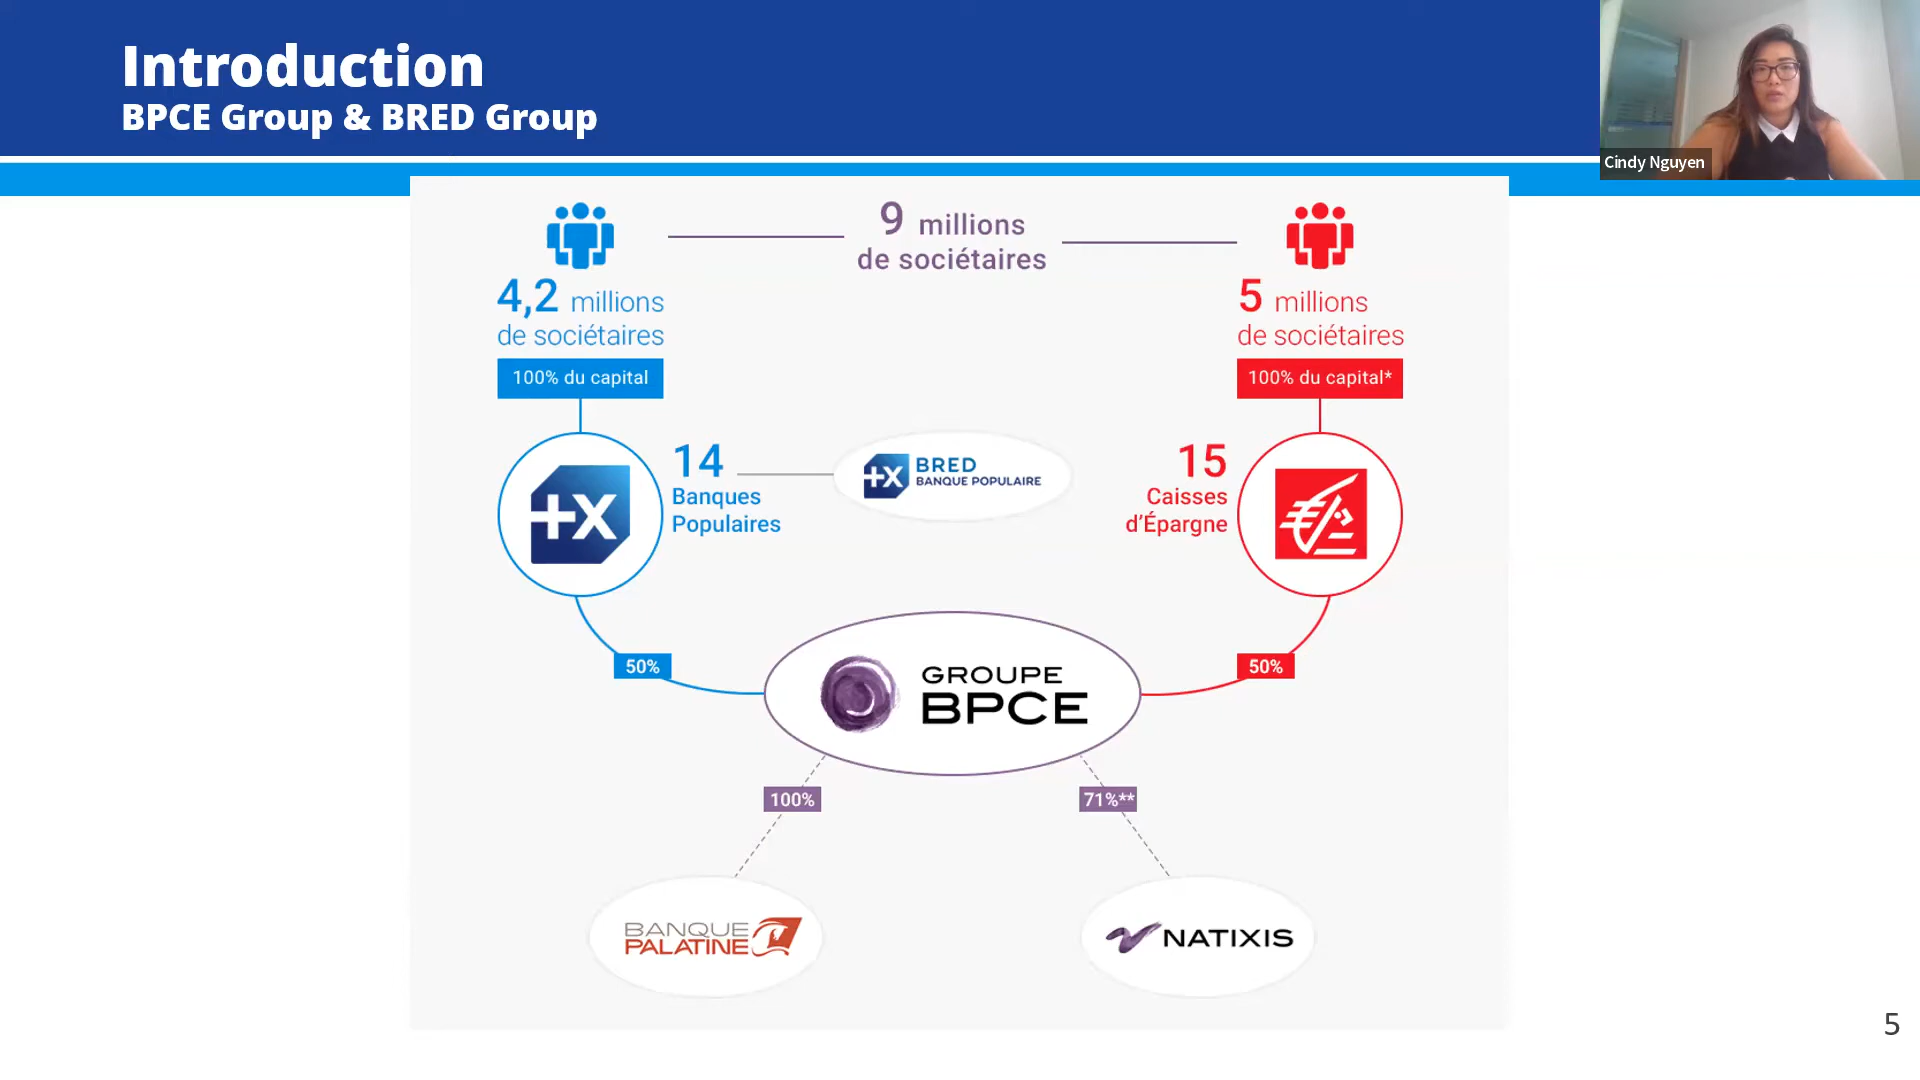 Introduction
BPCE Group & BRED Group
Cindy Nguyen
9 millions
de sociétaires
4,2 millions
de sociétaires
100% du capital
5 millions
de sociétaires
100% du capital*
+X
14
Banques
Populaires
+X
BRED
BANQUE POPULAIRE
15
Caisses
d'Épargne
50%
GROUPE
BPCE
50%
100%
71%**
BANQUE
PALATINE
NATIXIS
5